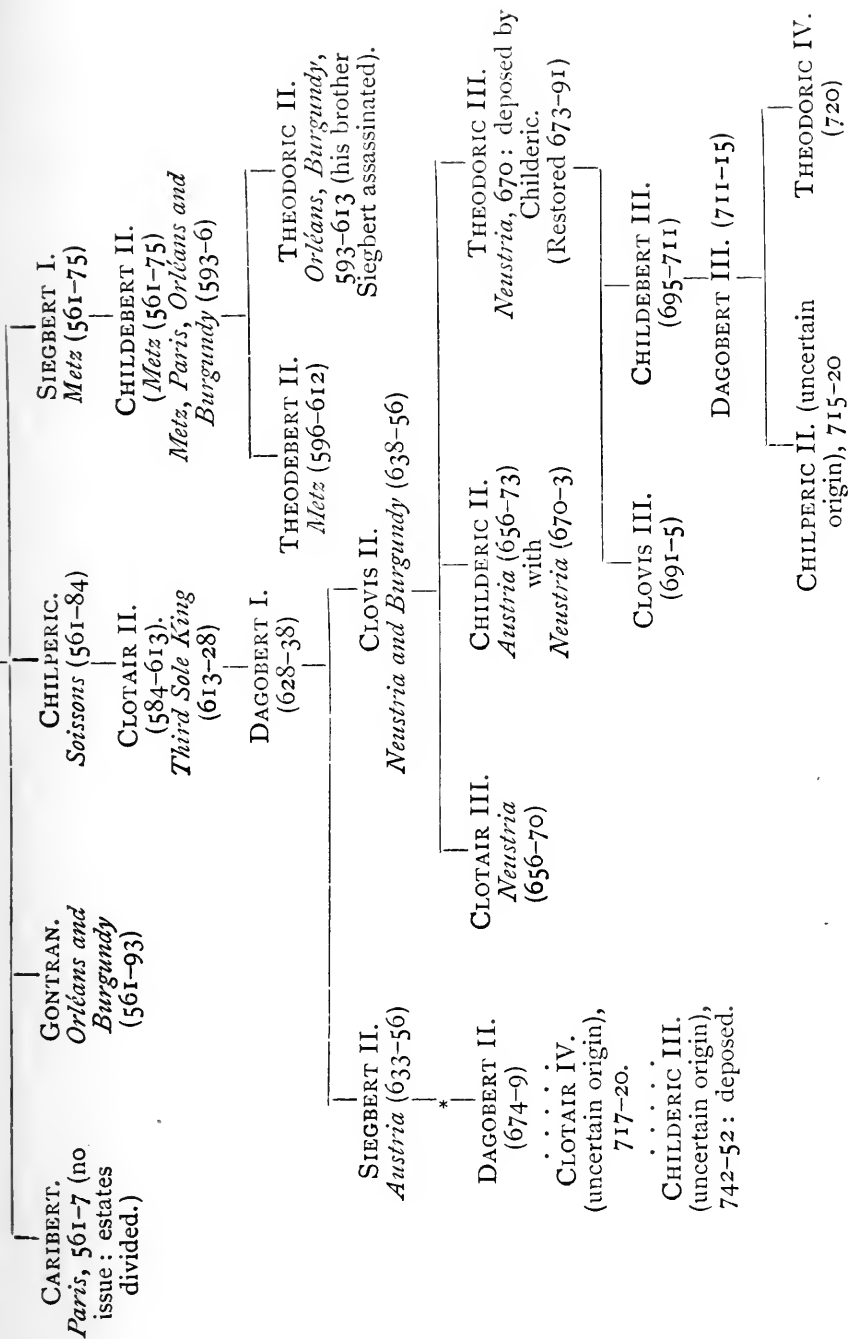 CARIBERT.
Paris, 561-7 (no
issue : estates
divided.)
GONTRAN.
Orléans and
Burgundy
(561-93)
CHILPERIC.
Soissons (561-84)
SIEGBERT I.
Metz (561-75)
CLOTAIR II.
(584-613).
Third Sole King
(613-28)
CHILDEBERT II.
(Metz (561-75)
Metz, Paris, Orléans and
Burgundy (593-6)
DAGOBERT I.
(628-38)
THEODEBERT II.
Metz (596-612)
THEODORIC II.
Orléans, Burgundy,
593-613 (his brother
Siegbert assassinated).
SIEGBERT II.
Austria (633-56)
CLOVIS II.
Neustria and Burgundy (638-56)
*
DAGOBERT II.
(674-9)
. . . . . .
CLOTAIR IV.
(uncertain origin),
717-20.
. . . . . .
CHILDERIC III.
(uncertain origin),
742-52 : deposed.
CLOTAIR III.
Neustria
(656-70)
CHILDERIC II.
Austria (656-73)
with
Neustria (670-3)
THEODORIC III.
Neustria, 670 : deposed by
Childeric.
(Restored 673-91)
CLOVIS III.
(691-5)
CHILDEBERT III.
(695-711)
DAGOBERT III. (711-15)
CHILPERIC II. (uncertain
origin), 715-20
THEODORIC IV.
(720)